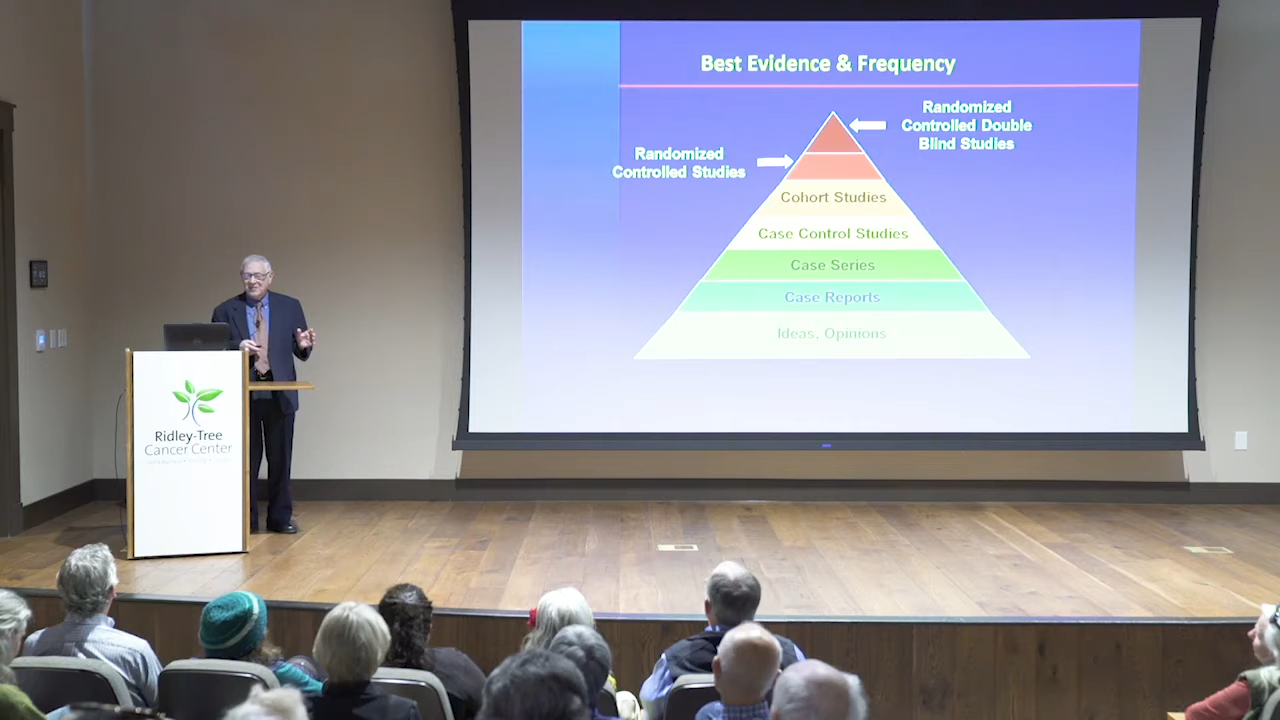 Best Evidence & Frequency
Randomized
Controlled Double
Blind Studies
Randomized
Controlled Studies
Cohort Studies
Case Control Studies
Case Series
Case Reports
Ideas, Opinions
Ridley-Tree
Cancer Center